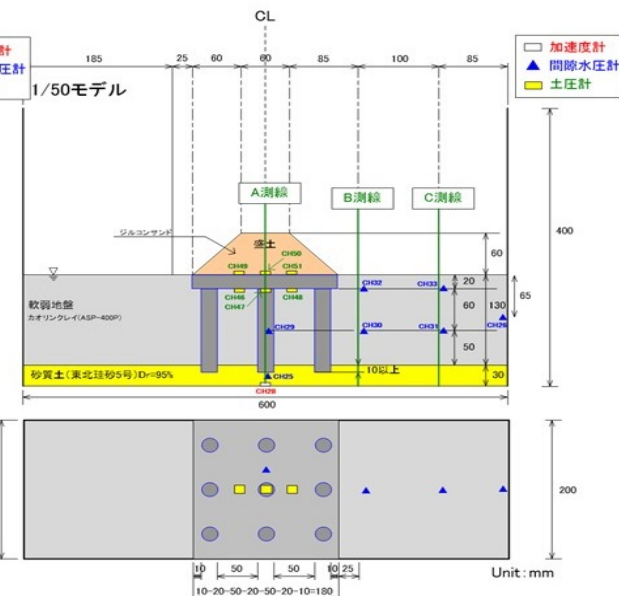 CL
計
圧計
加速度計
間隙水圧計
土圧計
185
25
60
60
85
100
85
1/50モデル
A測線
B測線
C測線
400
ジルコンサンド
盛土
CH50
CH49
CH51
60
CH46
CH48
CH47
CH32
CH33
20
65
軟弱地盤
カオリンクレイ(ASP-400P)
60
130
CH29
CH30
CH31
CH26
50
砂質土(東北珪砂5号)Dr=95%
CH25
10以上
30
CH28
600
200
10
50
50
10
25
10-20-50-20-50-20-10=180
Unit:mm